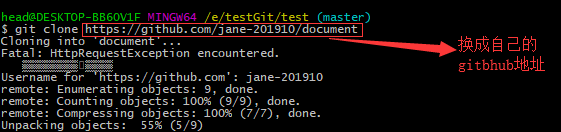 head@DESKTOP-BB6OV1F MINGW64 /e/testGit/test (master)
$ git clone https://github.com/jane-201910/document
Cloning into 'document'...
Fatal: HttpRequestException encountered.
Username for 'https://github.com': jane-201910
remote: Enumerating objects: 9, done.
remote: Counting objects: 100% (9/9), done.
remote: Compressing objects: 100% (7/7), done.
Unpacking objects:  55% (5/9)
换成自己的
gitbhub地址